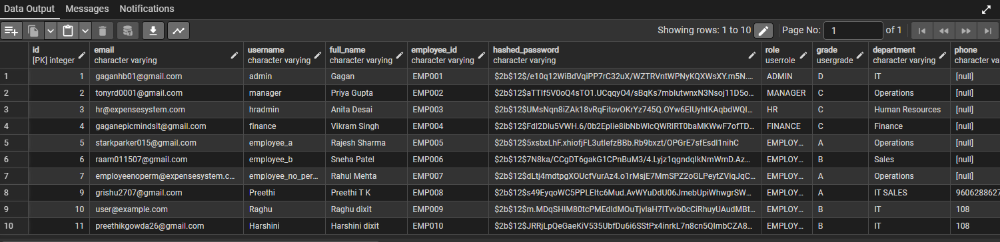 Data Output Messages Notifications
Showing rows: 1 to 10 Page No: 1 of 1
id email username full_name employee_id hashed_password role grade department phone
[PK] integer character varying character varying character varying character varying character varying userrole usergrade character varying character va
1 1 gaganhb01@gmail.com admin Gagan EMP001 $2b$12$/e10q12WiBdVqiPP7rC32uX/WZTRVntWPNyKQXWsXY.m5N.... ADMIN D IT [null]
2 2 tonyrd0001@gmail.com manager Priya Gupta EMP002 $2b$12$aTTIf5V0oQ4sTO1.UCqqyO4/sBqKs7mbIutwnxN3Nsoj11D5o... MANAGER C Operations [null]
3 3 hr@expensesystem.com hradmin Anita Desai EMP003 $2b$12$UMsNqn8iZAk18vRqFitovOKrYz745Q.OYw6EIUyhtKAqbdWQI... HR C Human Resources [null]
4 4 gaganepicmindsit@gmail.com finance Vikram Singh EMP004 $2b$12$FdI2DIu5VWH.6/0b2EpIie8ibNbWIcQWRIRT0baMKWwF7ofTD... FINANCE C Finance [null]
5 5 starkparker015@gmail.com employee_a Rajesh Sharma EMP005 $2b$12$5xsbxLhF.xhiofjFL3utIefzBBb.Rb9bxzt/OPGrE7sfEsdI1nihC EMPLOY... A Operations [null]
6 6 raam011507@gmail.com employee_b Sneha Patel EMP006 $2b$12$7N8ka/CCgDT6gakG1CPnBuM3/4.Lyjz1qgndqIkNmWmD.Az... EMPLOY... B Sales [null]
7 7 employeenoperm@expensesystem.c... employee_no_per... Rahul Mehta EMP007 $2b$12$dLtj4mdtpgXOUcfVurAz4.o1rMsjE7MmSPZ2oGLPeytZViqJqC... EMPLOY... A Operations [null]
8 9 grishu2707@gmail.com Preethi Preethi T K EMP008 $2b$12$s49EyqoWC5PPLEItc6Mud.AvWYuDdU06JmebUpiWhwgrSW... EMPLOY... A IT SALES 9606288627
9 10 user@example.com Raghu Raghu dixit EMP009 $2b$12$m.MDqSHIM80tcPMEdIdMOuTjvIaH7ITvvb0cCiRhuyUAudMBt... EMPLOY... B IT 108
10 11 preethikgowda26@gmail.com Harshini Harshini dixit EMP010 $2b$12$JRRjLpQeGaeKiV535UbfDu6i6SStPx4inrkL7n8cn5QImbCZA8... EMPLOY... B IT 108